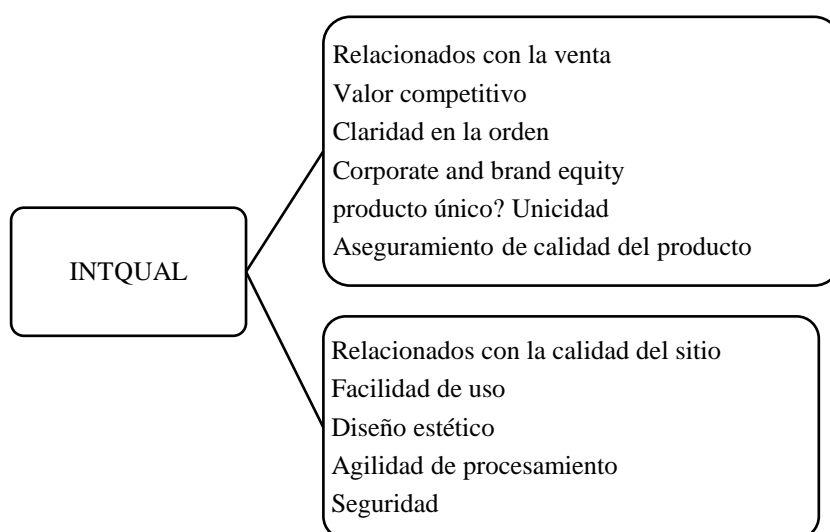 INTQUAL
Relacionados con la venta
Valor competitivo
Claridad en la orden
Corporate and brand equity
producto único? Unicidad
Aseguramiento de calidad del producto
Relacionados con la calidad del sitio
Facilidad de uso
Diseño estético
Agilidad de procesamiento
Seguridad